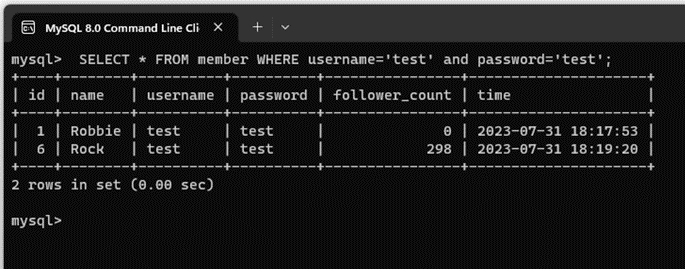 MySQL 8.0 Command Line Cli
mysql>  SELECT * FROM member WHERE username='test' and password='test';
+----+--------+----------+----------+----------------+---------------------+
| id | name   | username | password | follower_count | time                |
+----+--------+----------+----------+----------------+---------------------+
|  1 | Robbie | test     | test     |              0 | 2023-07-31 18:17:53 |
|  6 | Rock   | test     | test     |            298 | 2023-07-31 18:19:20 |
+----+--------+----------+----------+----------------+---------------------+
2 rows in set (0.00 sec)
mysql>